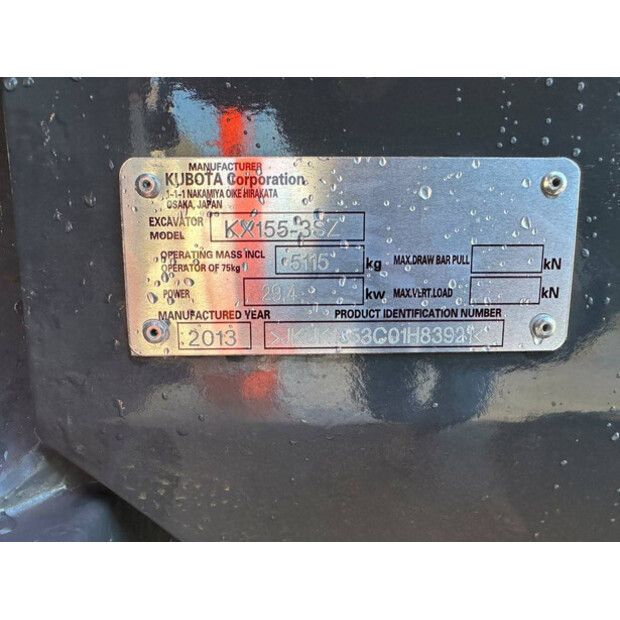 MANUFACTURER
KUBOTA Corporation
1-1-1 NAKAMIYA OIKE HIRAKATA
OSAKA, JAPAN
EXCAVATOR MODEL KX155-3SZ
OPERATING MASS INCL OPERATOR OF 75kg 5115 kg MAX.DRAW BAR PULL kN
POWER 29.4 kw MAX.VERT.LOAD kN
MANUFACTURED YEAR PRODUCT IDENTIFICATION NUMBER
2013